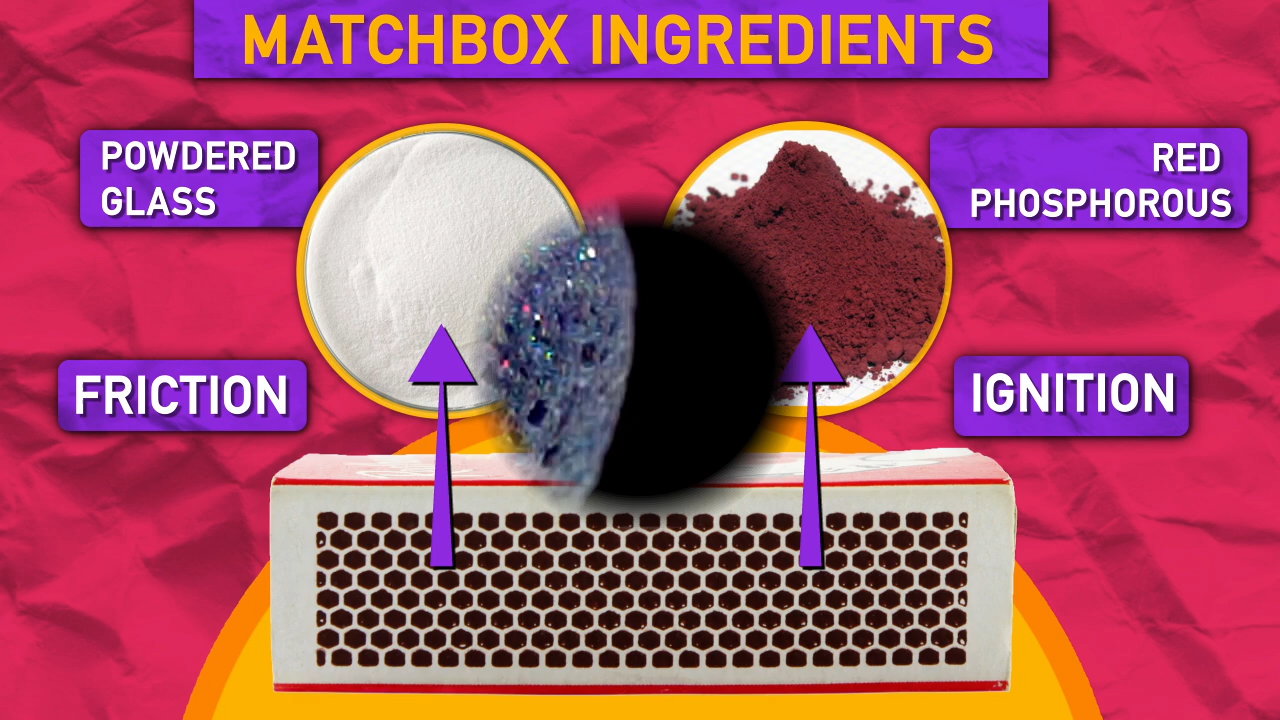 MATCHBOX INGREDIENTS
POWDERED
GLASS
RED
PHOSPHOROUS
FRICTION
IGNITION